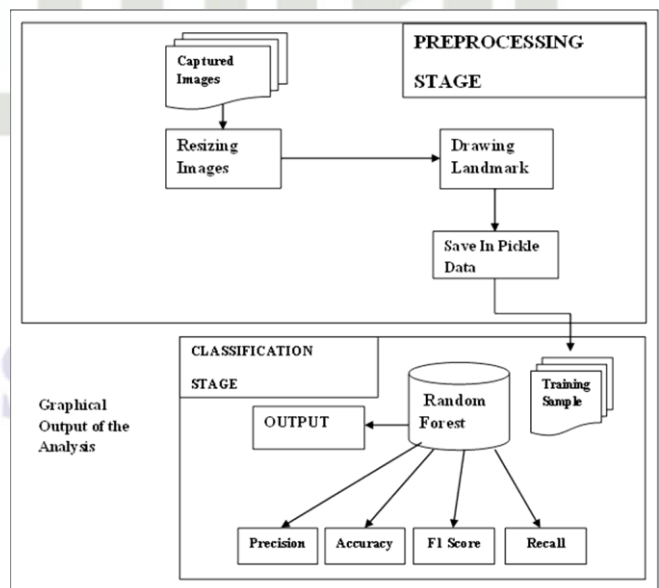 PREPROCESSING
STAGE
Captured
Images
Resizing
Images
Drawing
Landmark
Save In Pickle
Data
CLASSIFICATION
STAGE
Training
Sample
Random
Forest
OUTPUT
Graphical
Output of the
Analysis
Precision
Accuracy
F1 Score
Recall